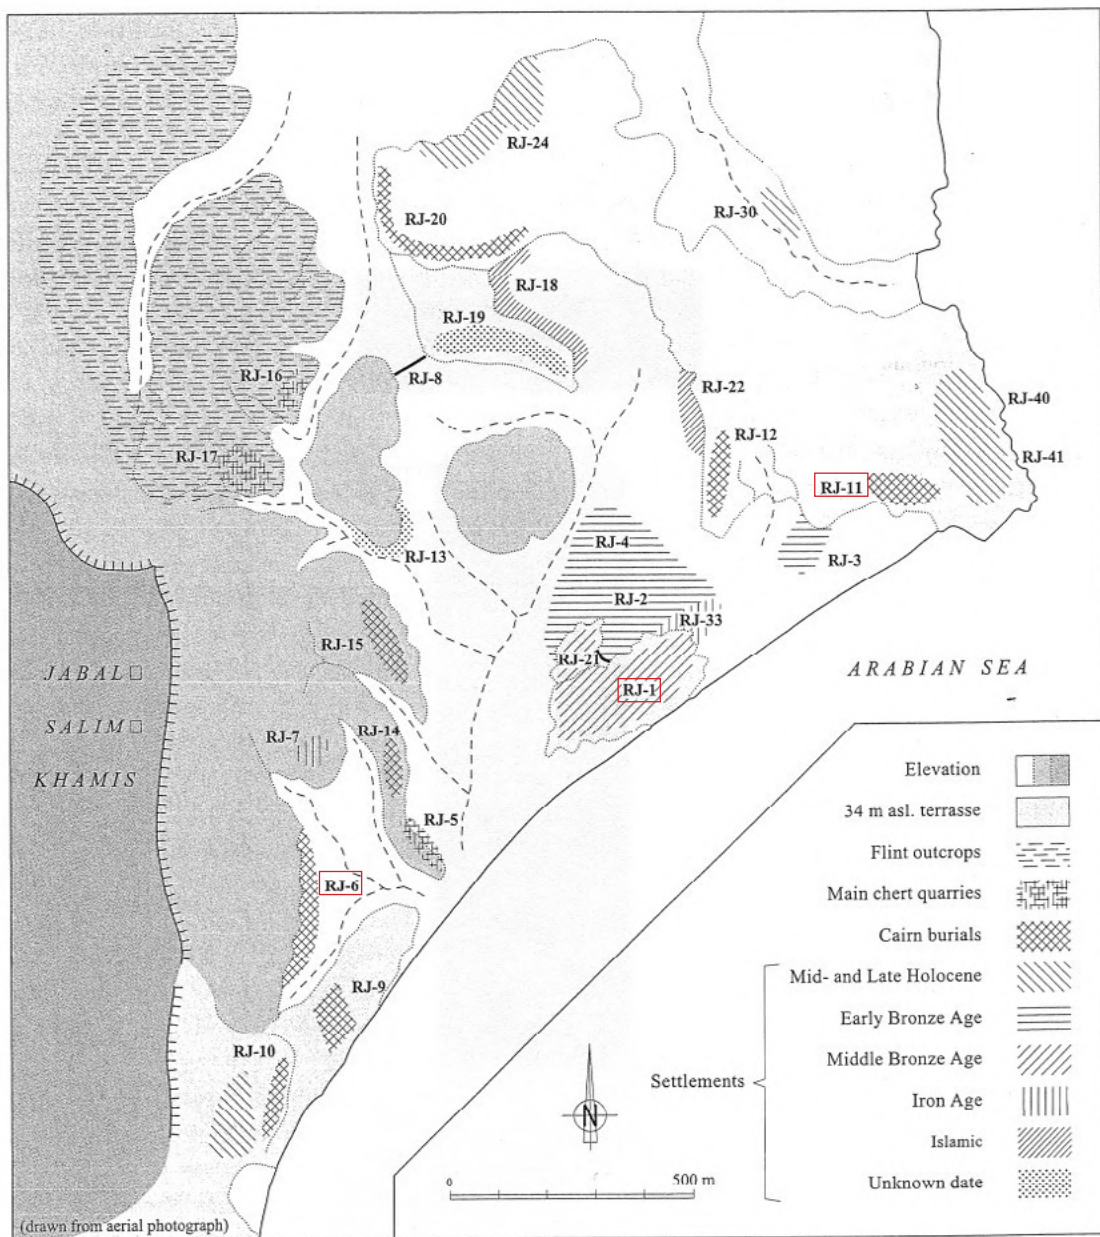 RJ-24
RJ-20
RJ-30
RJ-18
RJ-19
RJ-16
RJ-8
RJ-22
RJ-40
RJ-12
RJ-17
RJ-41
RJ-11
RJ-4
RJ-13
RJ-3
RJ-2
RJ-33
RJ-15
RJ-21
RJ-1
JABAL
SALIM
KHAMIS
ARABIAN SEA
RJ-7
RJ-14
RJ-5
RJ-6
RJ-9
RJ-10
Elevation
34 m asl. terrasse
Flint outcrops
Main chert quarries
Cairn burials
Settlements
Mid- and Late Holocene
Early Bronze Age
Middle Bronze Age
Iron Age
Islamic
Unknown date
N
0
500 m
(drawn from aerial photograph)